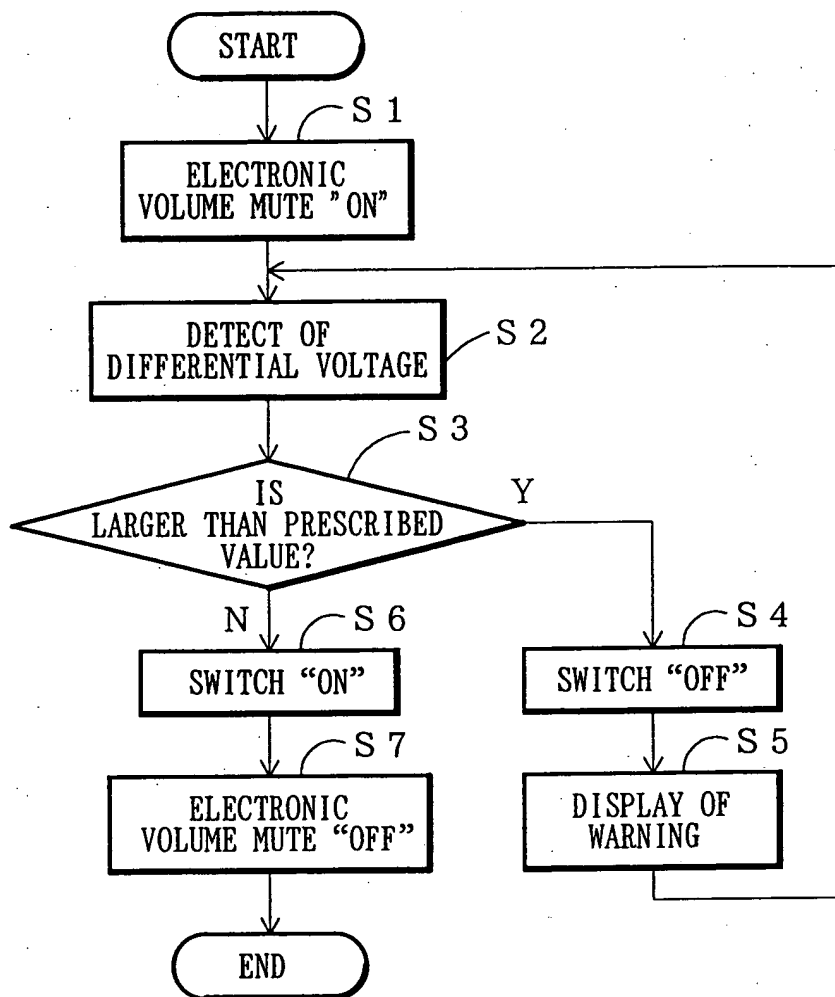 START
S 1
ELECTRONIC
VOLUME MUTE "ON"
DETECT OF
DIFFERENTIAL VOLTAGE
S 2
S 3
IS
LARGER THAN PRESCRIBED
VALUE?
Y
N
S 6
SWITCH “ON”
S 4
SWITCH “OFF”
S 7
ELECTRONIC
VOLUME MUTE “OFF”
S 5
DISPLAY OF
WARNING
END